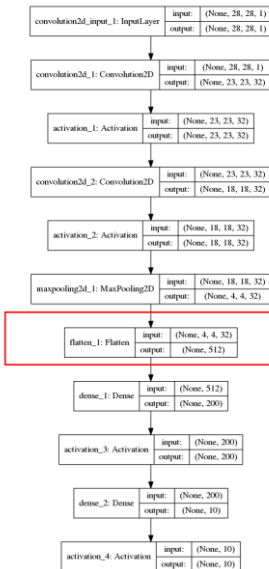 convolution2d_input_1: InputLayer input: (None, 28, 28, 1)
output: (None, 28, 28, 1)
convolution2d_1: Convolution2D input: (None, 28, 28, 1)
output: (None, 23, 23, 32)
activation_1: Activation input: (None, 23, 23, 32)
output: (None, 23, 23, 32)
convolution2d_2: Convolution2D input: (None, 23, 23, 32)
output: (None, 18, 18, 32)
activation_2: Activation input: (None, 18, 18, 32)
output: (None, 18, 18, 32)
maxpooling2d_1: MaxPooling2D input: (None, 18, 18, 32)
output: (None, 4, 4, 32)
flatten_1: Flatten input: (None, 4, 4, 32)
output: (None, 512)
dense_1: Dense input: (None, 512)
output: (None, 200)
activation_3: Activation input: (None, 200)
output: (None, 200)
dense_2: Dense input: (None, 200)
output: (None, 10)
activation_4: Activation input: (None, 10)
output: (None, 10)